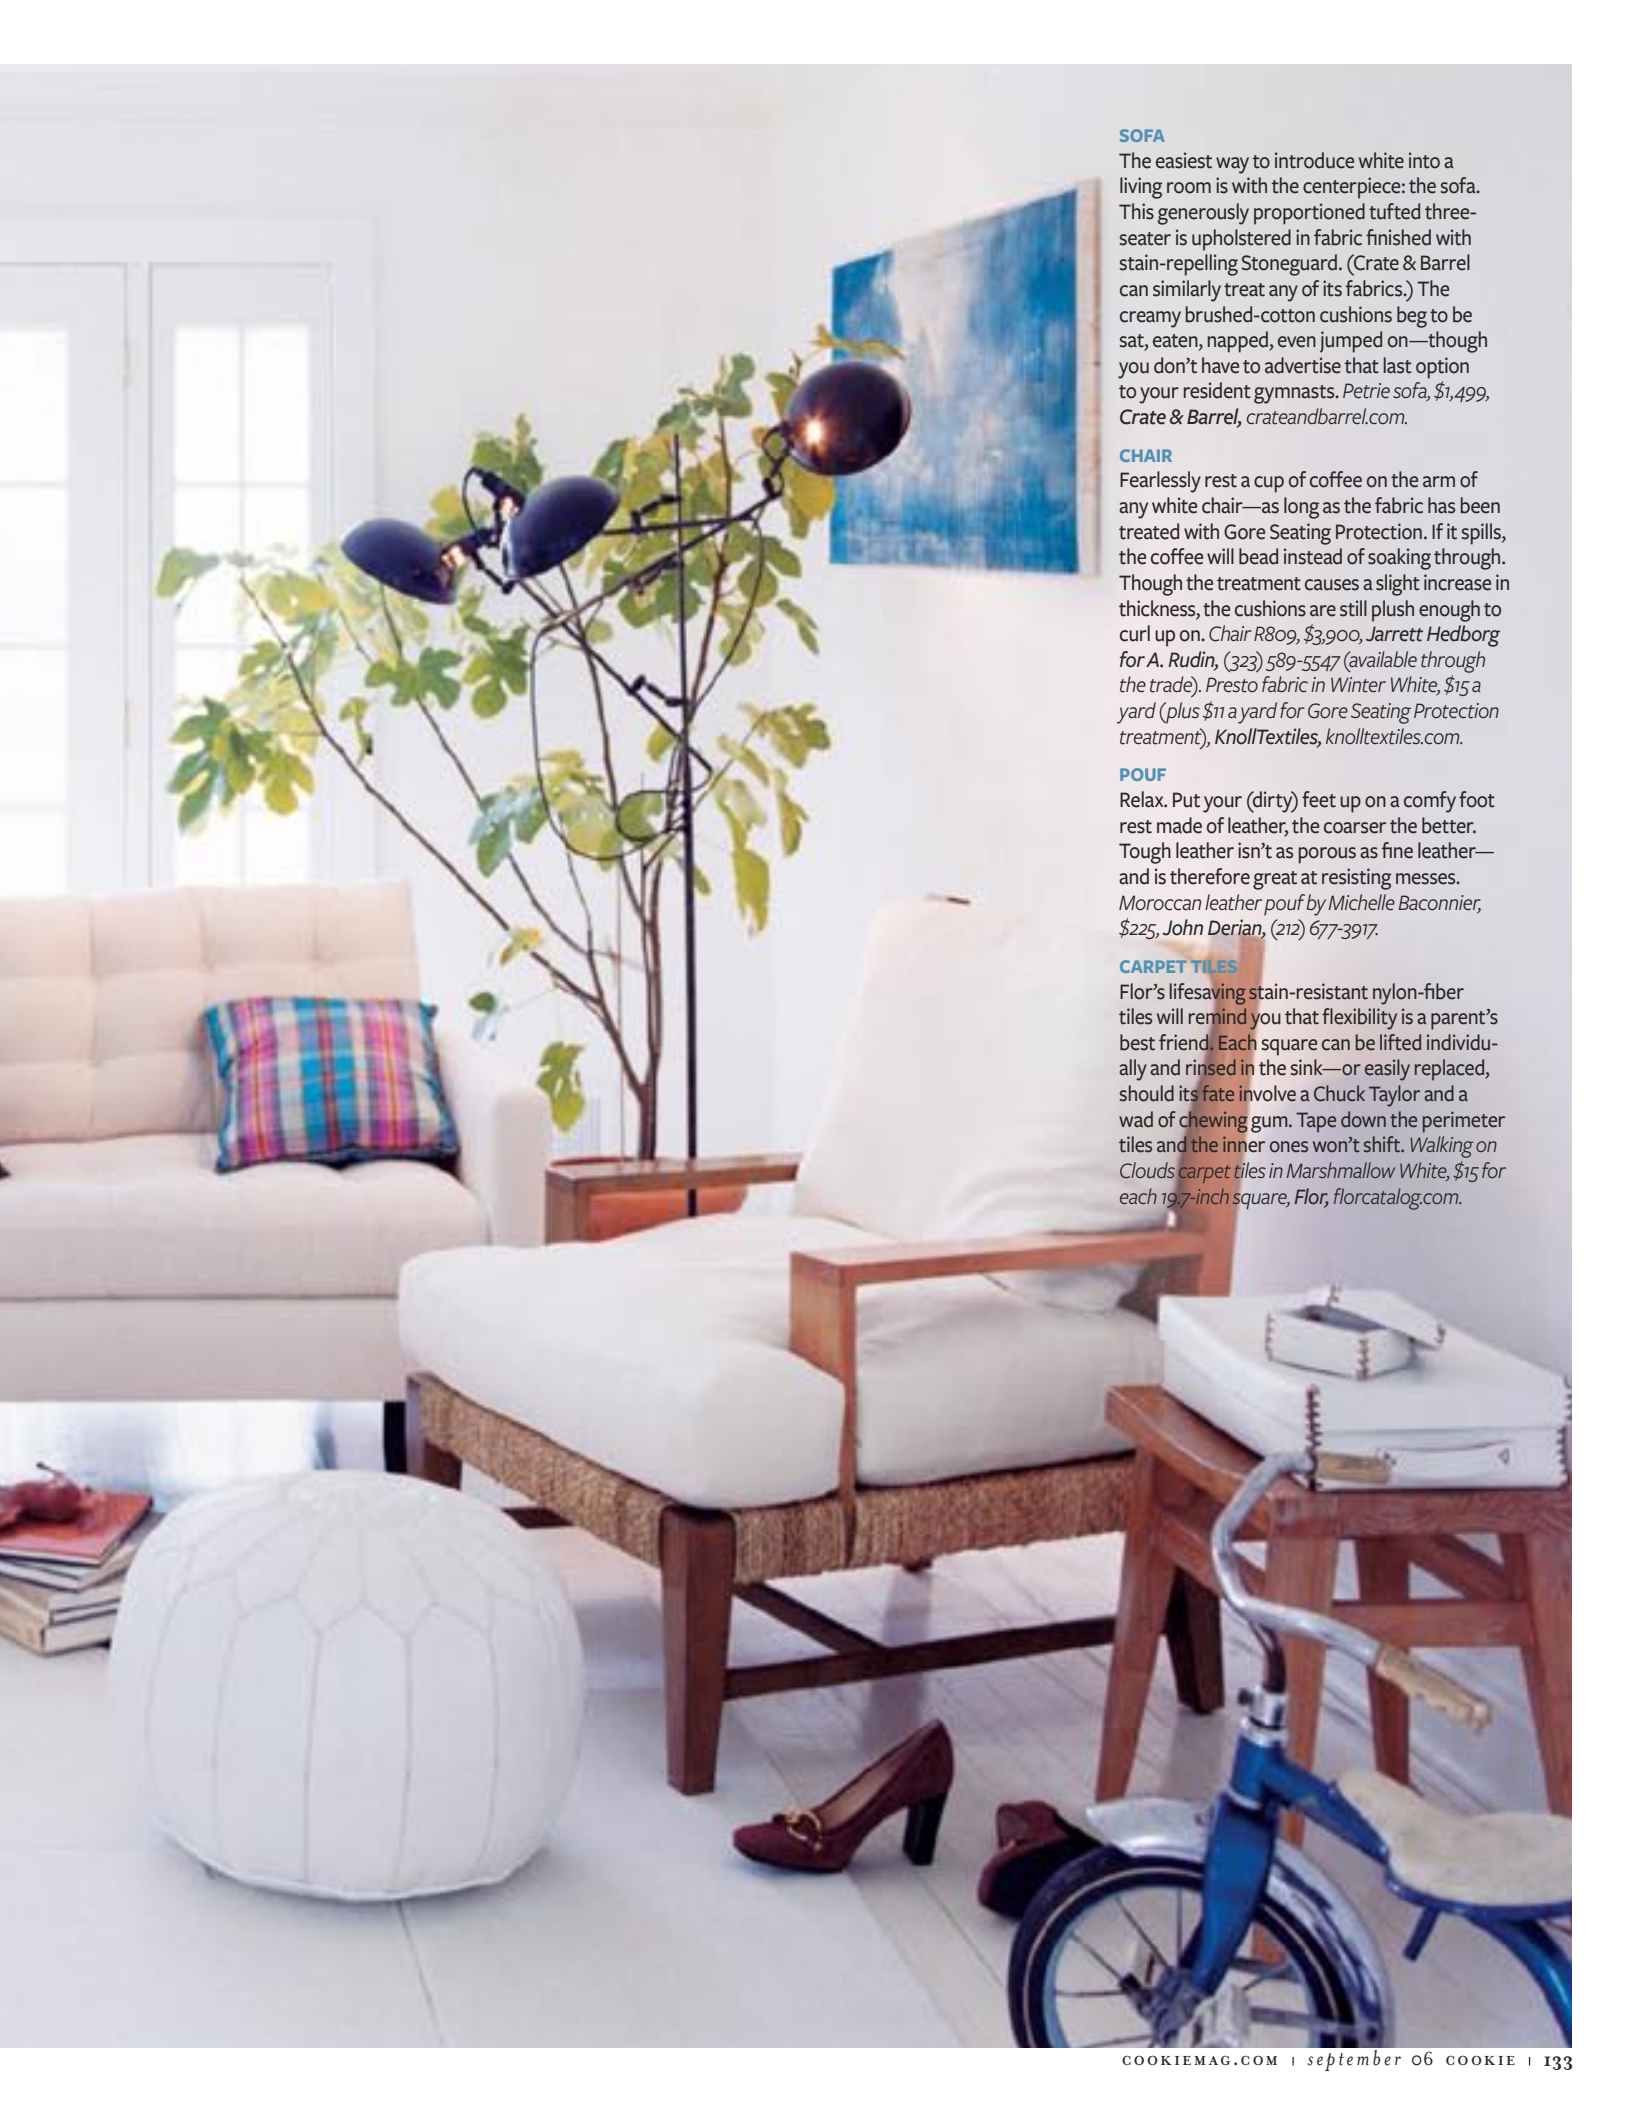 SOFA
The easiest way to introduce white into a
living room is with the centerpiece: the sofa.
This generously proportioned tufted three-
seater is upholstered in fabric finished with
stain-repelling Stoneguard. (Crate & Barrel
can similarly treat any of its fabrics.) The
creamy brushed-cotton cushions beg to be
sat, eaten, napped, even jumped on—though
you don't have to advertise that last option
to your resident gymnasts. Petrie sofa, $1,499,
Crate & Barrel, crateandbarrel.com.
CHAIR
Fearlessly rest a cup of coffee on the arm of
any white chair—as long as the fabric has been
treated with Gore Seating Protection. If it spills,
the coffee will bead instead of soaking through.
Though the treatment causes a slight increase in
thickness, the cushions are still plush enough to
curl up on. Chair R809, $3,900, Jarrett Hedborg
for A. Rudin, (323) 589-5547 (available through
the trade). Presto fabric in Winter White, $15 a
yard (plus $11 a yard for Gore Seating Protection
treatment), KnollTextiles, knolltextiles.com.
POUF
Relax. Put your (dirty) feet up on a comfy foot
rest made of leather, the coarser the better.
Tough leather isn't as porous as fine leather—
and is therefore great at resisting messes.
Moroccan leather pouf by Michelle Baconnier,
$225, John Derian, (212) 677-3917.
CARPET TILES
Flor's lifesaving stain-resistant nylon-fiber
tiles will remind you that flexibility is a parent's
best friend. Each square can be lifted individu-
ally and rinsed in the sink—or easily replaced,
should its fate involve a Chuck Taylor and a
wad of chewing gum. Tape down the perimeter
tiles and the inner ones won't shift. Walking on
Clouds carpet tiles in Marshmallow White, $15 for
each 19.7-inch square, Flor, florcatalog.com.
COOKIEMAG.COM | september 06 COOKIE | 133